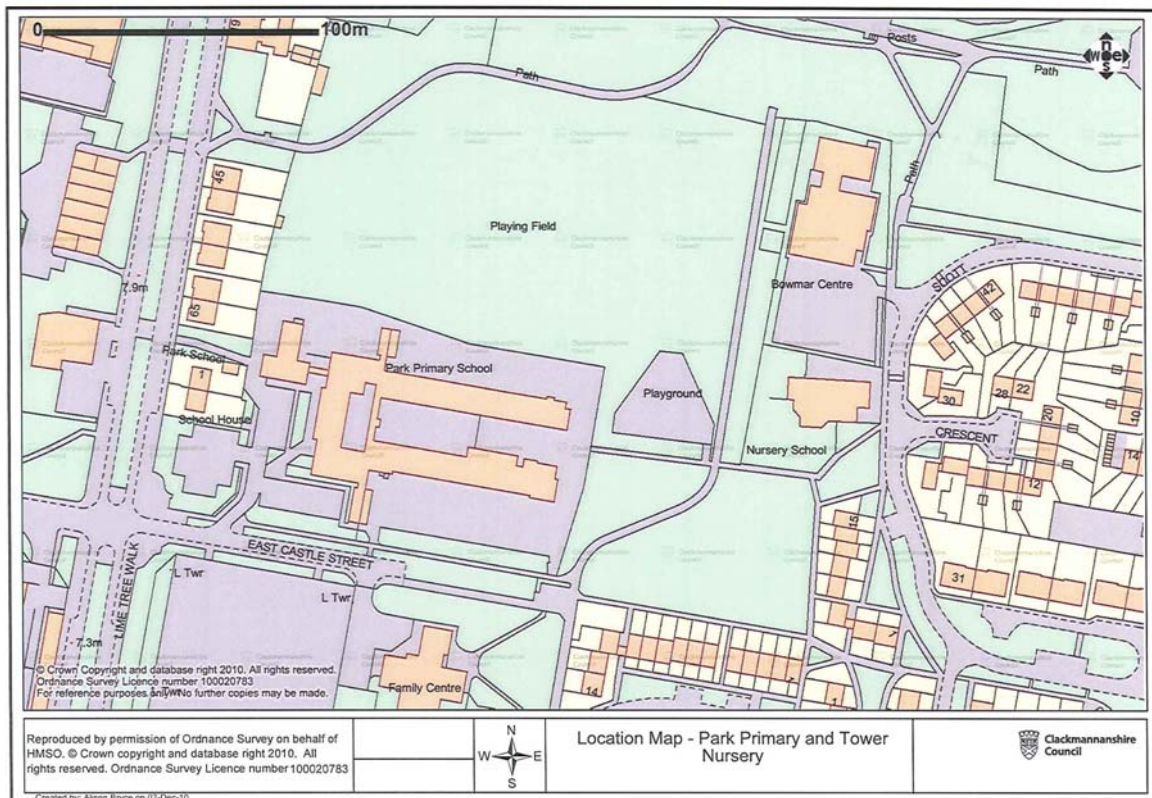 0 100m
Posts
n
w e
s
Path
Path
Path
45
Playing Field
7.9m
65
Bowmar Centre
SCOTT
42
Park School
1
Park Primary School
School House
Playground
30
28
22
20
10
CRESCENT
14
Nursery School
12
15
EAST CASTLE STREET
LIME TREE WALK
L Twr
L Twr
31
7.3m
Family Centre
14
1
1
© Crown Copyright and database right 2010. All rights reserved.
Ordnance Survey Licence number 100020783
For reference purposes only. No further copies may be made.
L Twr
Clackmannanshire
Council
Reproduced by permission of Ordnance Survey on behalf of
HMSO. © Crown copyright and database right 2010. All
rights reserved. Ordnance Survey Licence number 100020783
N
W E
S
Location Map - Park Primary and Tower
Nursery
Clackmannanshire
Council